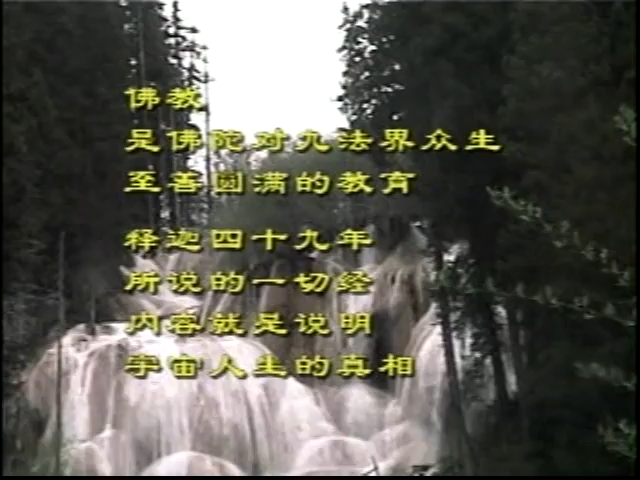 佛教
是佛陀对九法界众生
至善圆满的教育
释迦四十九年
所说的一切经
内容就是说明
宇宙人生的真相